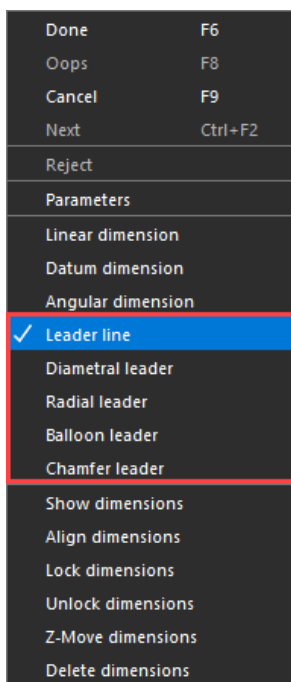 Done F6
Oops F8
Cancel F9
Next Ctrl+F2
Reject
Parameters
Linear dimension
Datum dimension
Angular dimension
Leader line
Diametral leader
Radial leader
Balloon leader
Chamfer leader
Show dimensions
Align dimensions
Lock dimensions
Unlock dimensions
Z-Move dimensions
Delete dimensions